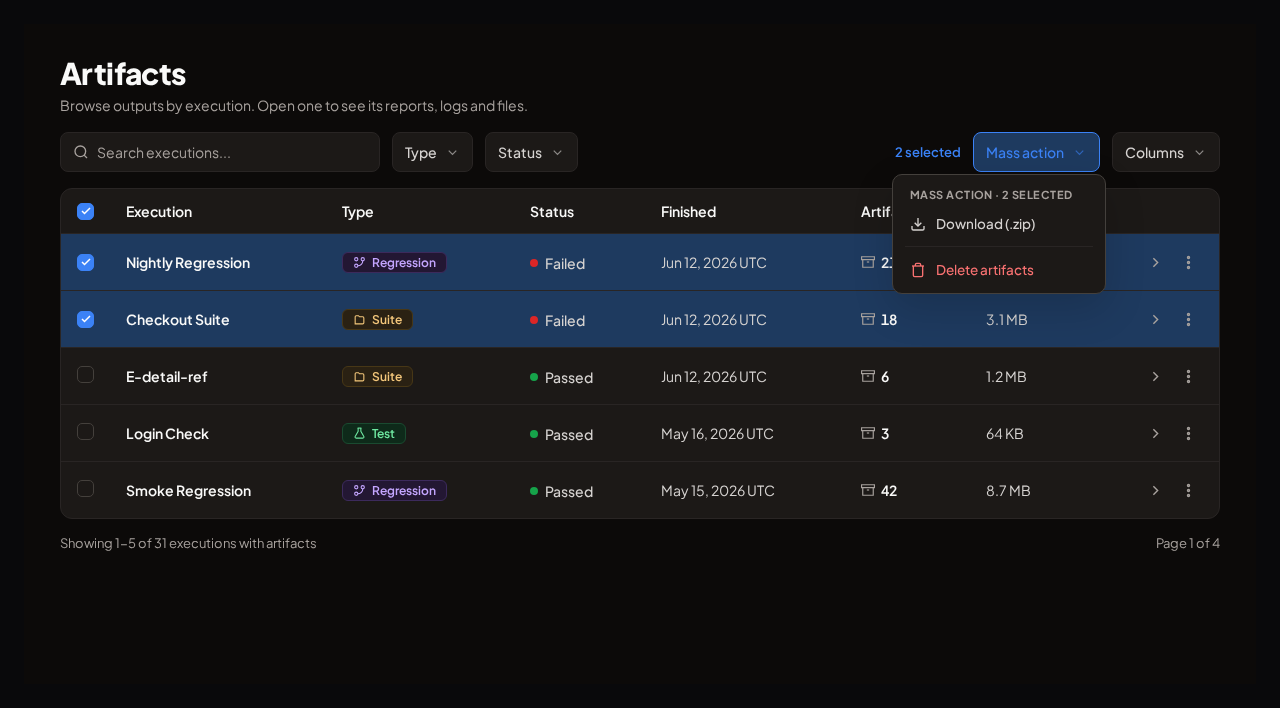 Artifacts
Browse outputs by execution. Open one to see its reports, logs and files.
Search executions... Type Status 2 selected Mass action Columns
MASS ACTION · 2 SELECTED
Download (.zip)
Delete artifacts
Execution Type Status Finished
Nightly Regression Regression Failed Jun 12, 2026 UTC
Checkout Suite Suite Failed Jun 12, 2026 UTC 18 3.1 MB
E-detail-ref Suite Passed Jun 12, 2026 UTC 6 1.2 MB
Login Check Test Passed May 16, 2026 UTC 3 64 KB
Smoke Regression Regression Passed May 15, 2026 UTC 42 8.7 MB
Showing 1–5 of 31 executions with artifacts Page 1 of 4